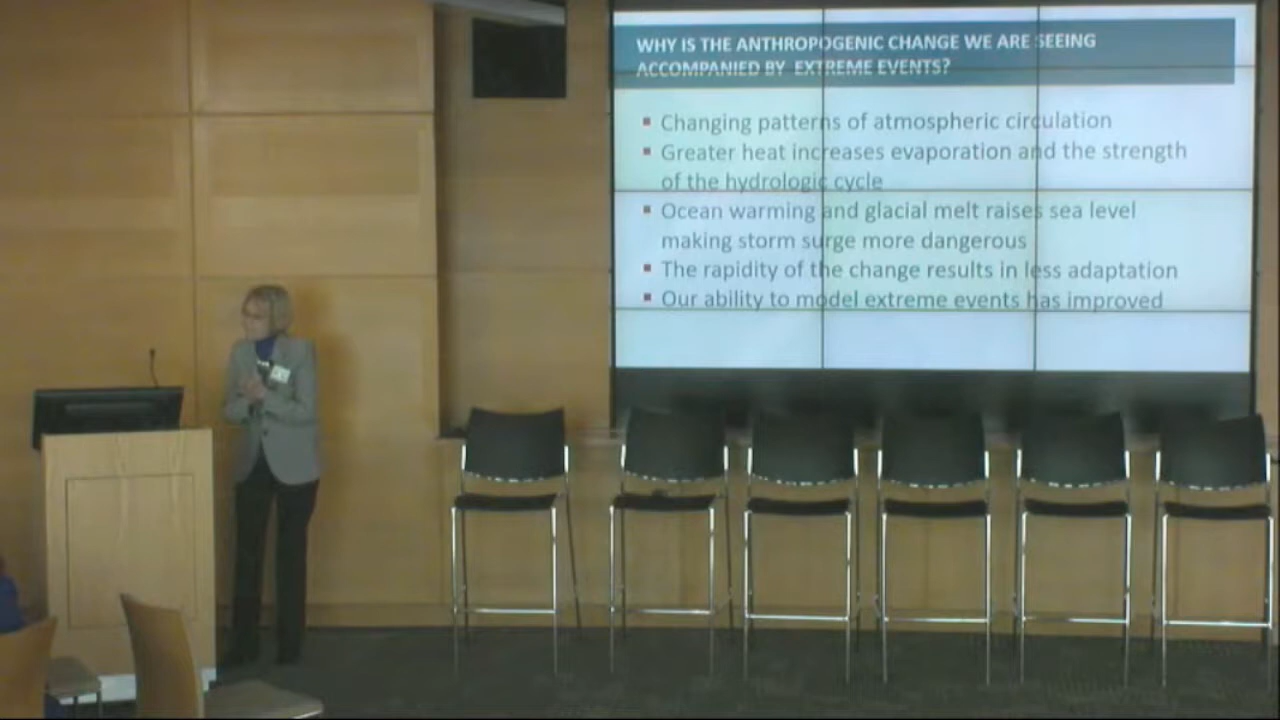 WHY IS THE ANTHROPOGENIC CHANGE WE ARE SEEING
ACCOMPANIED BY EXTREME EVENTS?
Changing patterns of atmospheric circulation
Greater heat increases evaporation and the strength
of the hydrologic cycle
Ocean warming and glacial melt raises sea level
making storm surge more dangerous
The rapidity of the change results in less adaptation
Our ability to model extreme events has improved